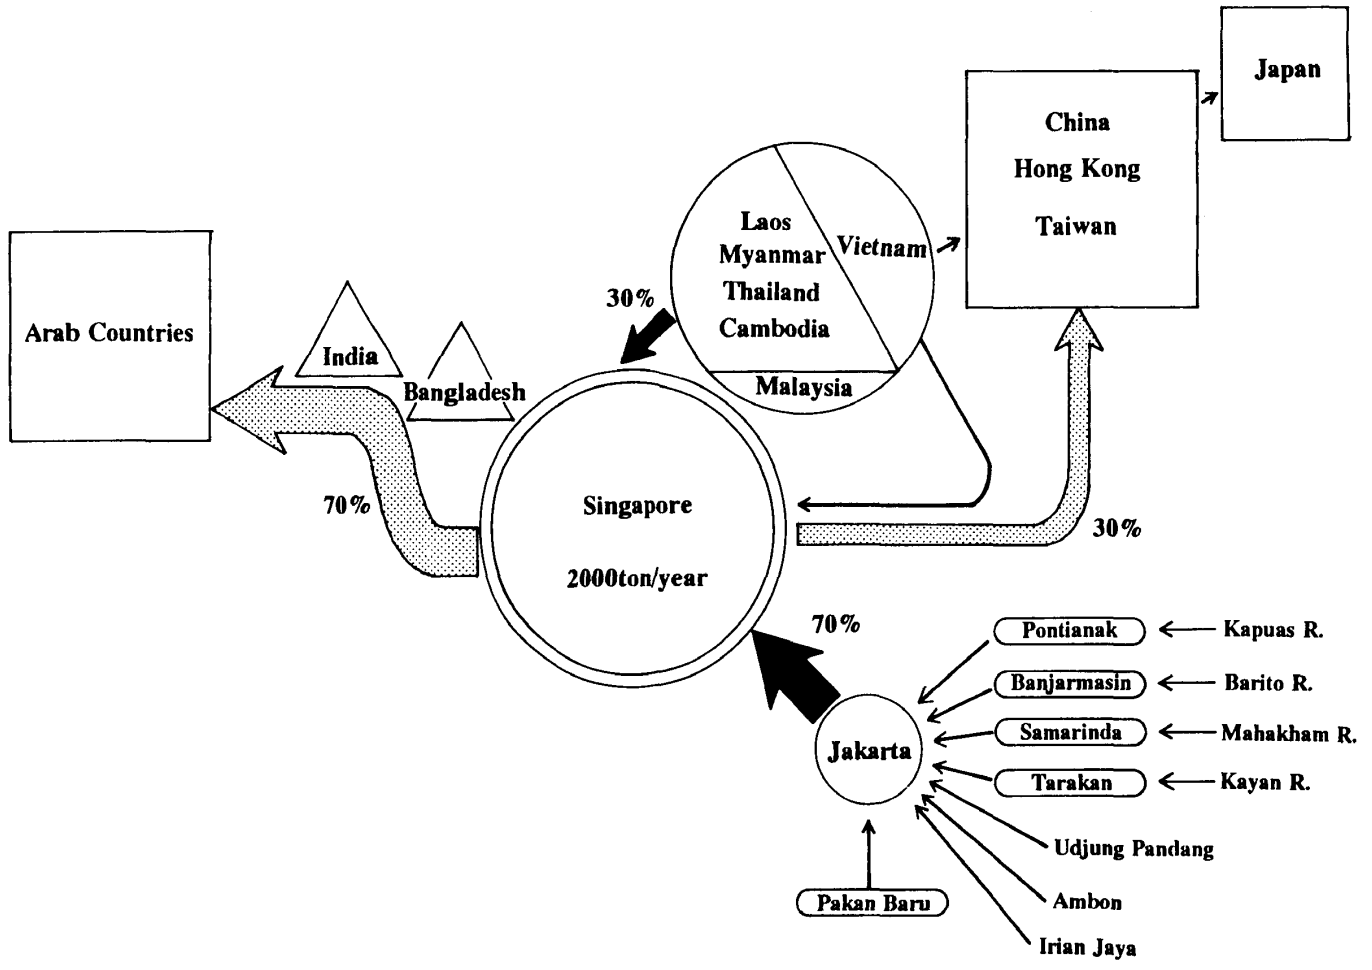 Japan
China
Hong Kong
Taiwan
Laos
Myanmar
Thailand
Cambodia
Vietnam
Malaysia
30%
Arab Countries
India
Bangladesh
70%
Singapore
2000ton/year
30%
70%
Jakarta
Pontianak
Kapuas R.
Banjarmasin
Barito R.
Samarinda
Mahakham R.
Tarakan
Kayan R.
Udjung Pandang
Pakan Baru
Ambon
Irian Jaya